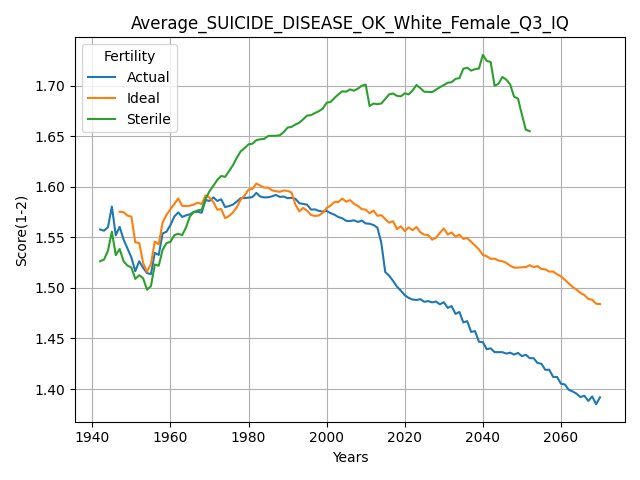 Average_SUICIDE_DISEASE_OK_White_Female_Q3_IQ
Fertility
Actual
Ideal
Sterile
Score(1-2)
1.70
1.65
1.60
1.55
1.50
1.45
1.40
1940
1960
1980
2000
2020
2040
2060
Years